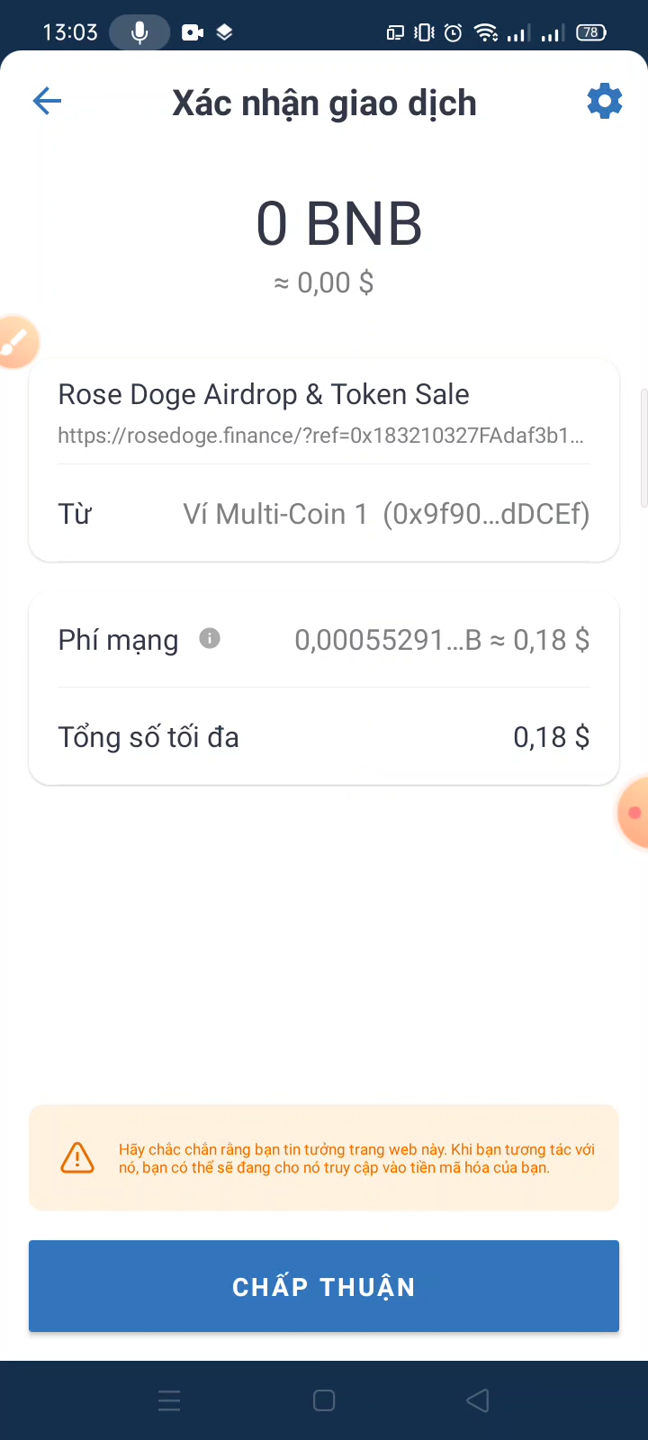 13:03
78
Xác nhận giao dịch
0 BNB
≈ 0,00 $
Rose Doge Airdrop & Token Sale
https://rosedoge.finance/?ref=0x183210327FAdaf3b1...
Từ Ví Multi-Coin 1 (0x9f90...dDCEf)
Phí mạng 0,00055291...B ≈ 0,18 $
Tổng số tối đa 0,18 $
Hãy chắc chắn rằng bạn tin tưởng trang web này. Khi bạn tương tác với
nó, bạn có thể sẽ đang cho nó truy cập vào tiền mã hóa của bạn.
CHẤP THUẬN